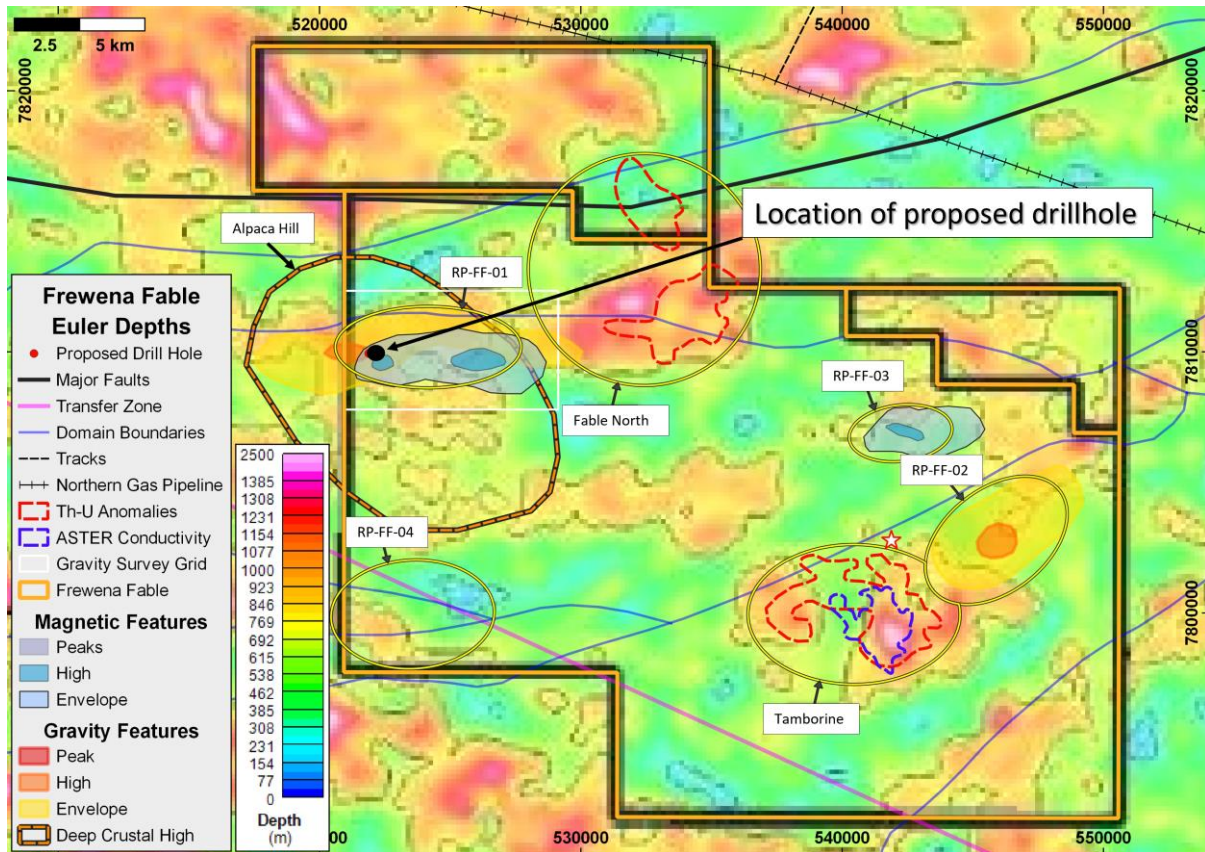 520000
530000
540000
550000
2.5
5 km
7820000
7820000
Location of proposed drillhole
Alpaca Hill
RP-FF-01
7810000
RP-FF-03
Fable North
RP-FF-02
RP-FF-04
7800000
Tamborine
Frewena Fable
Euler Depths
Proposed Drill Hole
Major Faults
Transfer Zone
Domain Boundaries
Tracks
Northern Gas Pipeline
Th-U Anomalies
ASTER Conductivity
Gravity Survey Grid
Frewena Fable
Magnetic Features
Peaks
High
Envelope
Gravity Features
Peak
High
Envelope
Deep Crustal High
2500
1385
1308
1231
1154
1077
1000
923
846
769
692
615
538
462
385
308
231
154
77
0
Depth
(m)
530000
540000
550000